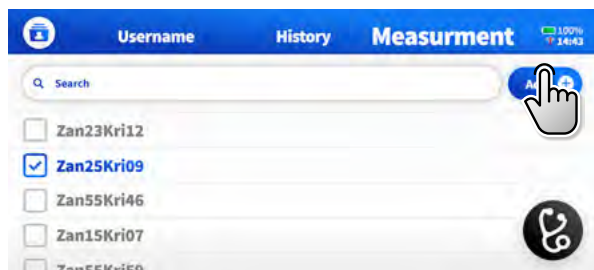 Username History Measurment 100%
14:43
Search
Zan23Kri12
Zan25Kri09
Zan55Kri46
Zan15Kri07